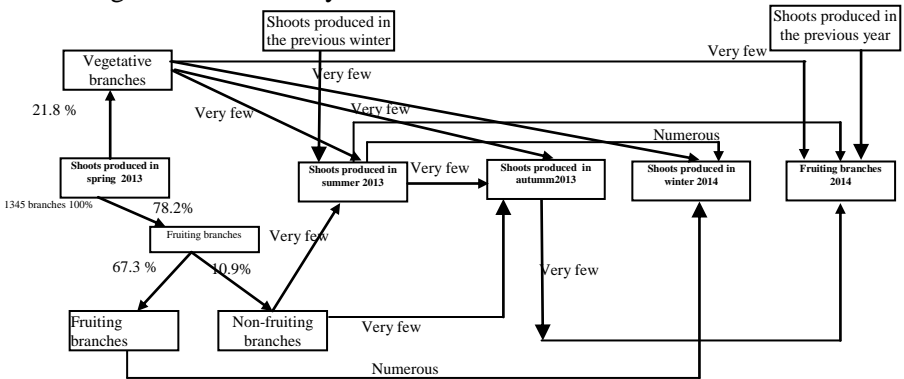 Shoots produced in
the previous winter
Shoots produced
in the previous year
Vegetative
branches
Very few
Very few
Very few
Very few
21.8 %
Numerous
Shoots produced in
spring 2013
Shoots produced in
summer 2013
Very few
Shoots produced in
autumm2013
Shoots produced in
winter 2014
Fruiting branches
2014
1345 branches 100%
78.2%
Fruiting branches
Very few
67.3 %
10.9%
Very few
Fruiting
branches
Non-fruiting
branches
Very few
Numerous